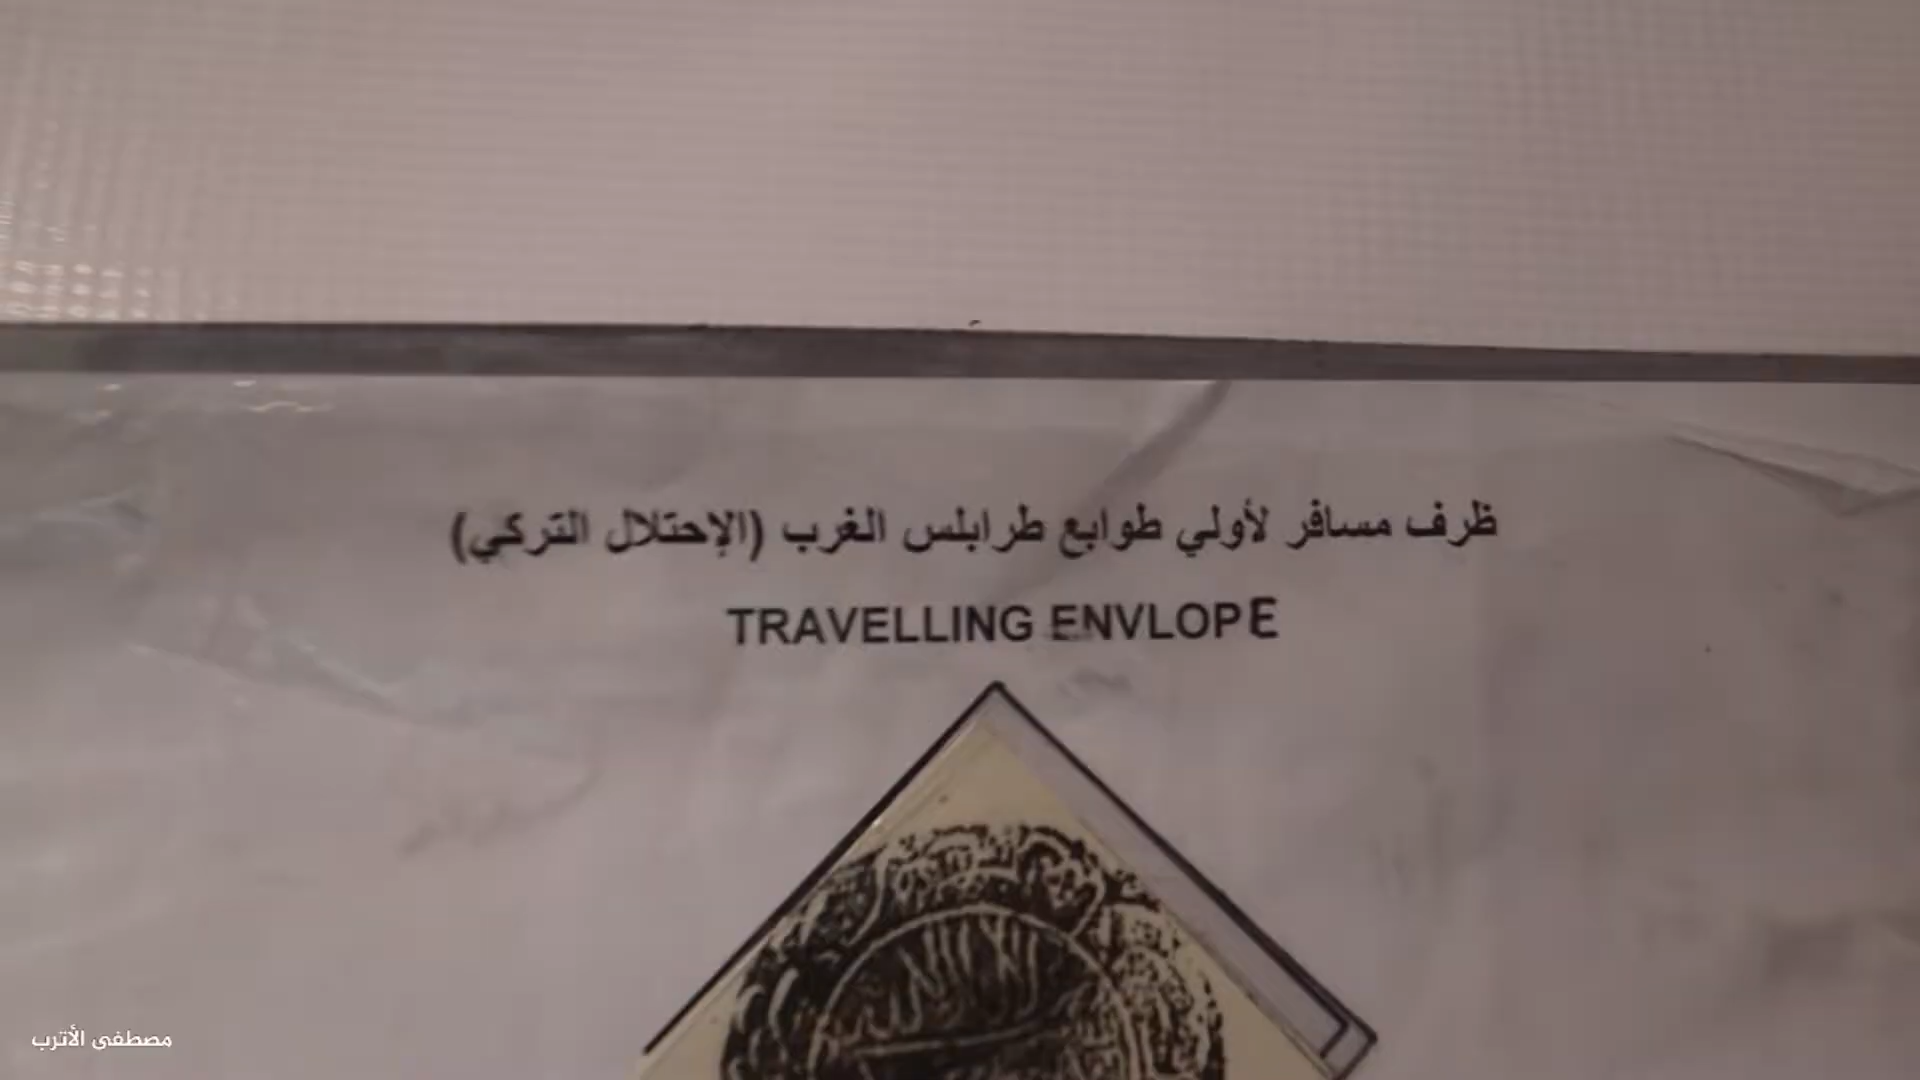 ظرف مسافر لأولي طوابع طرابلس الغرب (الإحتلال التركي)
TRAVELLING ENVLOPE
مصطفى الأترب